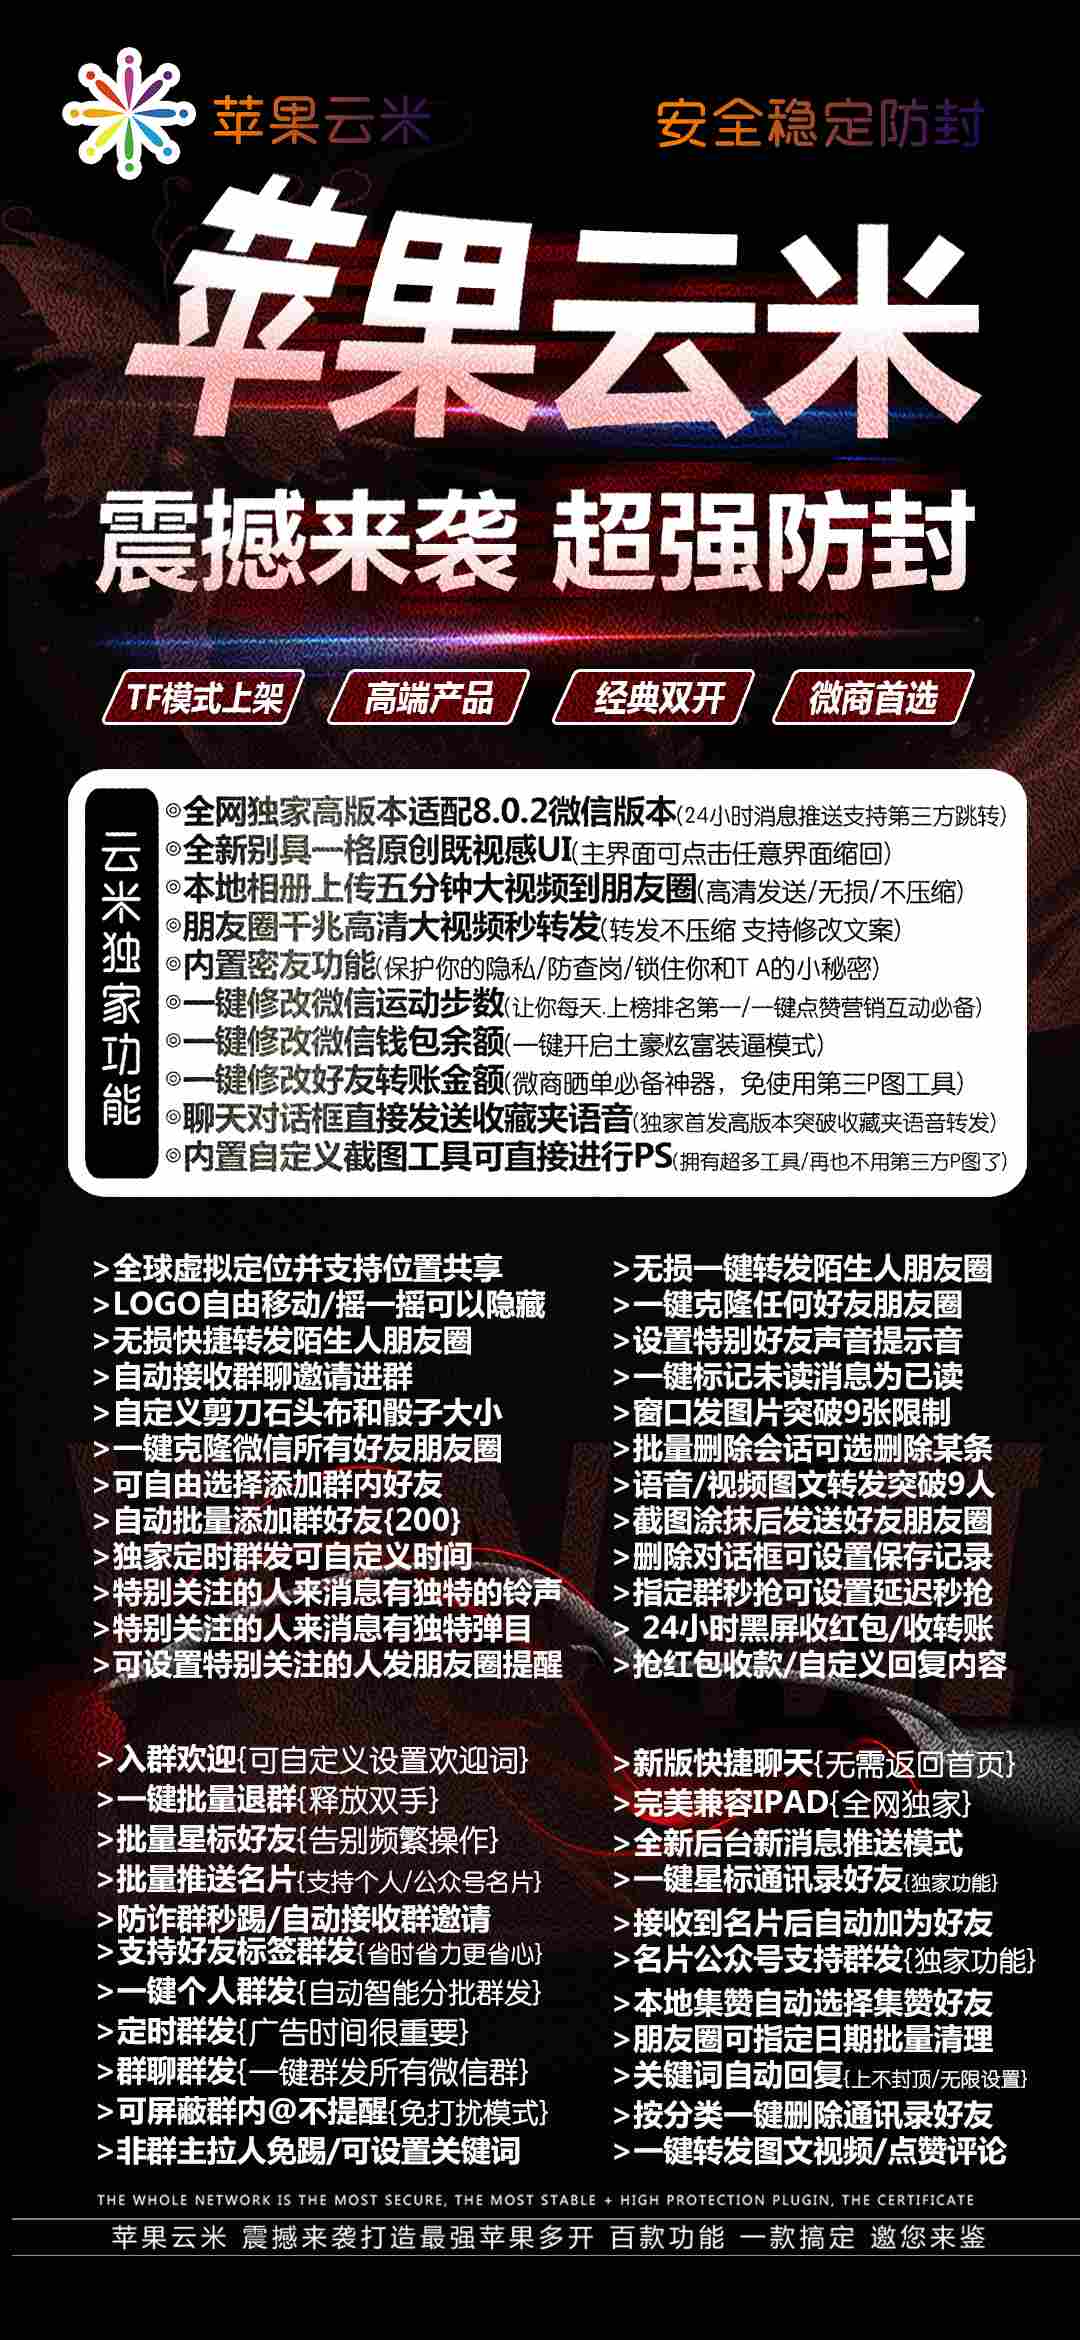 苹果云米
安全稳定防封
苹果云米
震撼来袭 超强防封
TF模式上架
高端产品
经典双开
微商首选
云米独家功能
◎全网独家高版本适配8.0.2微信版本(24小时消息推送支持第三方跳转)
◎全新别具一格原创既视感UI(主界面可点击任意界面缩回)
◎本地相册上传五分钟大视频到朋友圈(高清发送/无损/不压缩)
◎朋友圈千兆高清大视频秒转发(转发不压缩 支持修改文案)
◎内置密友功能(保护你的隐私/防查岗/锁住你和T A的小秘密)
◎一键修改微信运动步数(让你每天.上榜排名第一/一键点赞营销互动必备)
◎一键修改微信钱包余额(一键开启土豪炫富装逼模式)
◎一键修改好友转账金额(微商晒单必备神器，免使用第三P图工具)
◎聊天对话框直接发送收藏夹语音(独家首发高版本突破收藏夹语音转发)
◎内置自定义截图工具可直接进行PS(拥有超多工具/再也不用第三方P图了)
>全球虚拟定位并支持位置共享
>LOGO自由移动/摇一摇可以隐藏
>无损快捷转发陌生人朋友圈
>自动接收群聊邀请进群
>自定义剪刀石头布和骰子大小
>一键克隆微信所有好友朋友圈
>可自由选择添加群内好友
>自动批量添加群好友{200}
>独家定时群发可自定义时间
>特别关注的人来消息有独特的铃声
>特别关注的人来消息有独特弹目
>可设置特别关注的人发朋友圈提醒
>无损一键转发陌生人朋友圈
>一键克隆任何好友朋友圈
>设置特别好友声音提示音
>一键标记未读消息为已读
>窗口发图片突破9张限制
>批量删除会话可选删除某条
>语音/视频图文转发突破9人
>截图涂抹后发送好友朋友圈
>删除对话框可设置保存记录
>指定群秒抢可设置延迟秒抢
> 24小时黑屏收红包/收转账
>抢红包收款/自定义回复内容
>入群欢迎{可自定义设置欢迎词}
>一键批量退群{释放双手}
>批量星标好友{告别频繁操作}
>批量推送名片{支持个人/公众号名片}
>防诈群秒踢/自动接收群邀请
>支持好友标签群发{省时省力更省心}
>一键个人群发{自动智能分批群发}
>定时群发{广告时间很重要}
>群聊群发{一键群发所有微信群}
>可屏蔽群内@不提醒{免打扰模式}
>非群主拉人免踢/可设置关键词
>新版快捷聊天{无需返回首页}
>完美兼容IPAD{全网独家}
>全新后台新消息推送模式
>一键星标通讯录好友{独家功能}
>接收到名片后自动加为好友
>名片公众号支持群发{独家功能}
>本地集赞自动选择集赞好友
>朋友圈可指定日期批量清理
>关键词自动回复{上不封顶/无限设置}
>按分类一键删除通讯录好友
>一键转发图文视频/点赞评论
THE WHOLE NETWORK IS THE MOST SECURE, THE MOST STABLE + HIGH PROTECTION PLUGIN, THE CERTIFICATE
苹果云米 震撼来袭打造最强苹果多开 百款功能 一款搞定 邀您来鉴